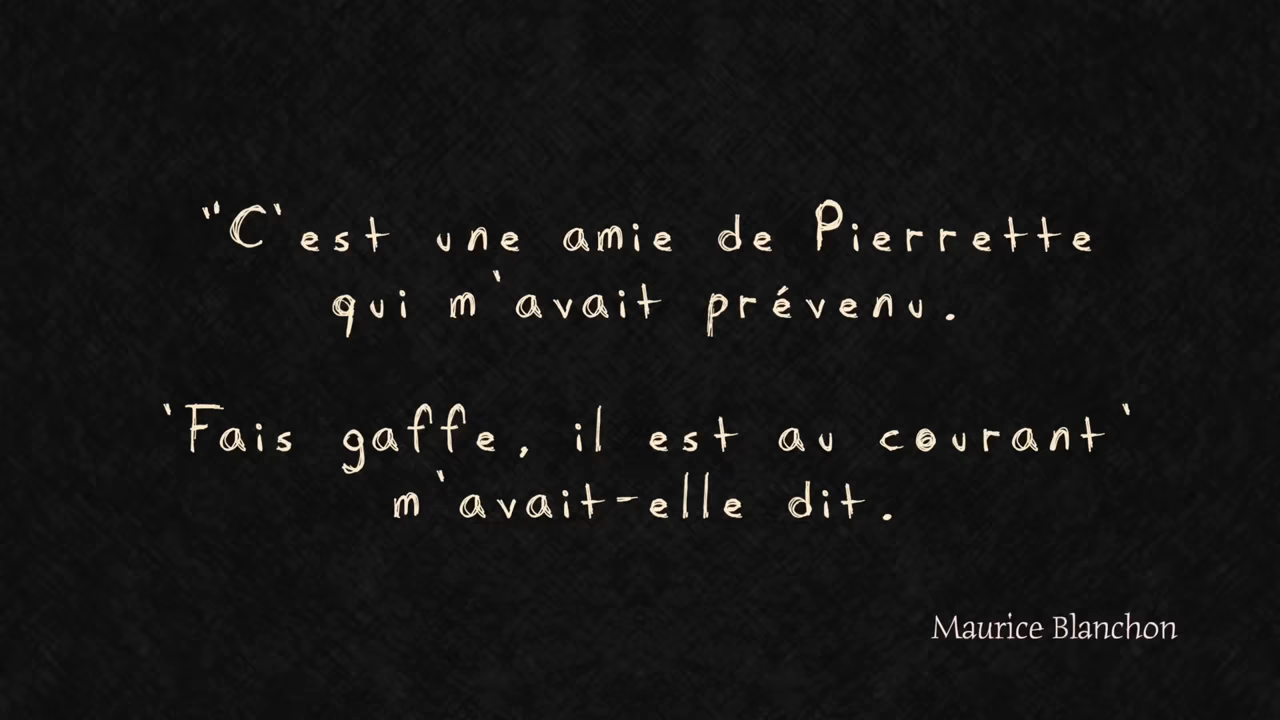 "C'est une amie de Pierrette
qui m'avait prévenu.
'Fais gaffe, il est au courant'
m'avait-elle dit.
Maurice Blanchon